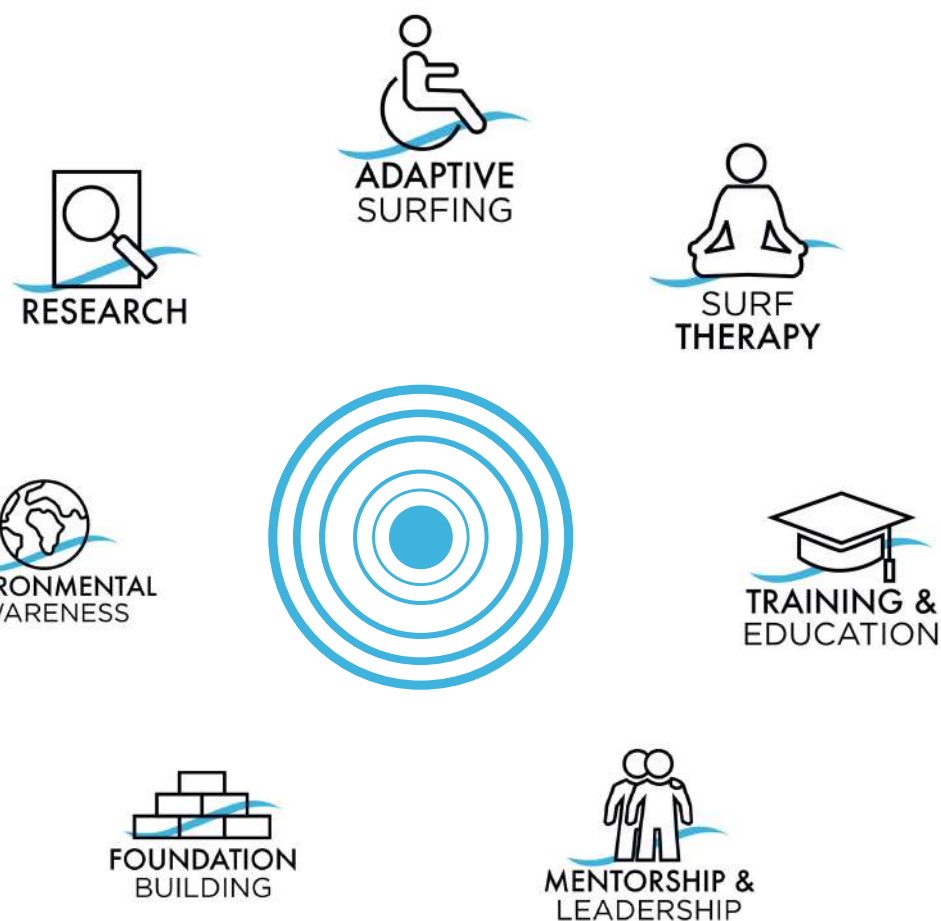 ADAPTIVE
SURFING
RESEARCH
SURF
THERAPY
RONMENTAL
ARENESS
TRAINING &
EDUCATION
FOUNDATION
BUILDING
MENTORSHIP &
LEADERSHIP